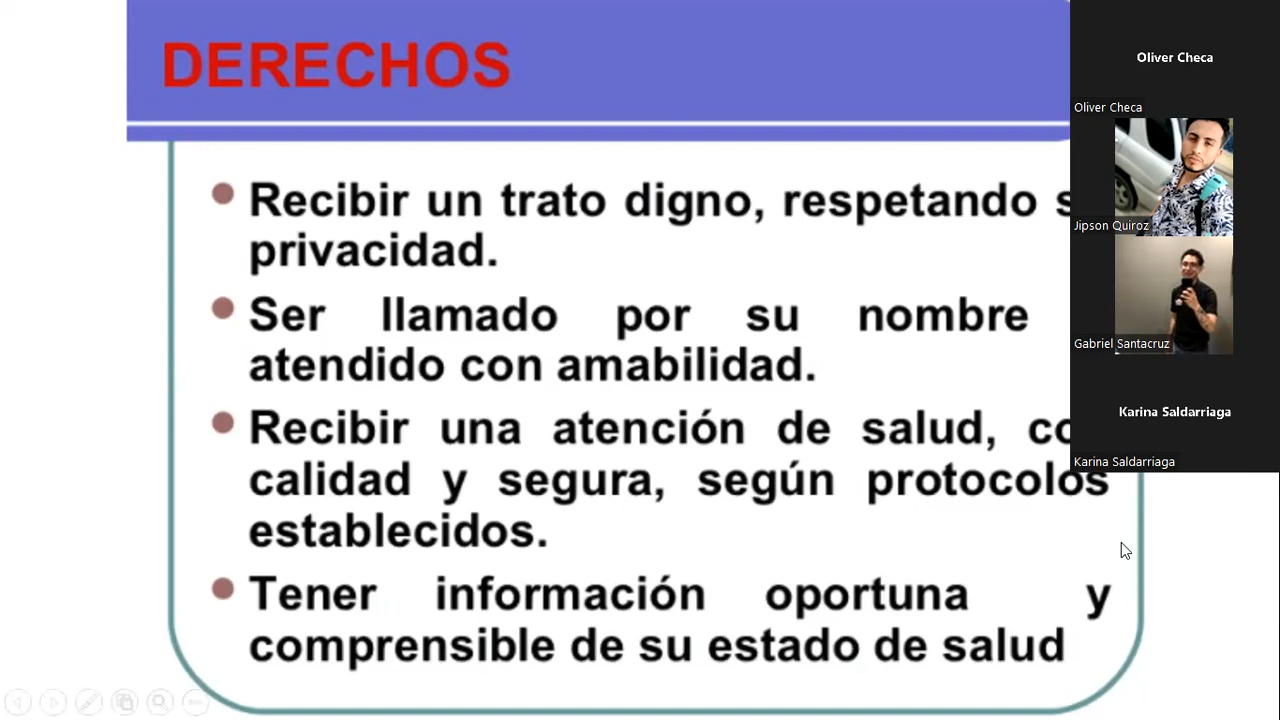 DERECHOS
Recibir un trato digno, respetando
privacidad.
Ser llamado por su nombre
atendido con amabilidad.
Recibir una atención de salud,
calidad y segura, según protocolos
establecidos.
Tener información oportuna y
comprensible de su estado de salud
Oliver Checa
Oliver Checa
Jipson Quiroz
Gabriel Santacruz
Karina Saldarriaga
Karina Saldarriaga